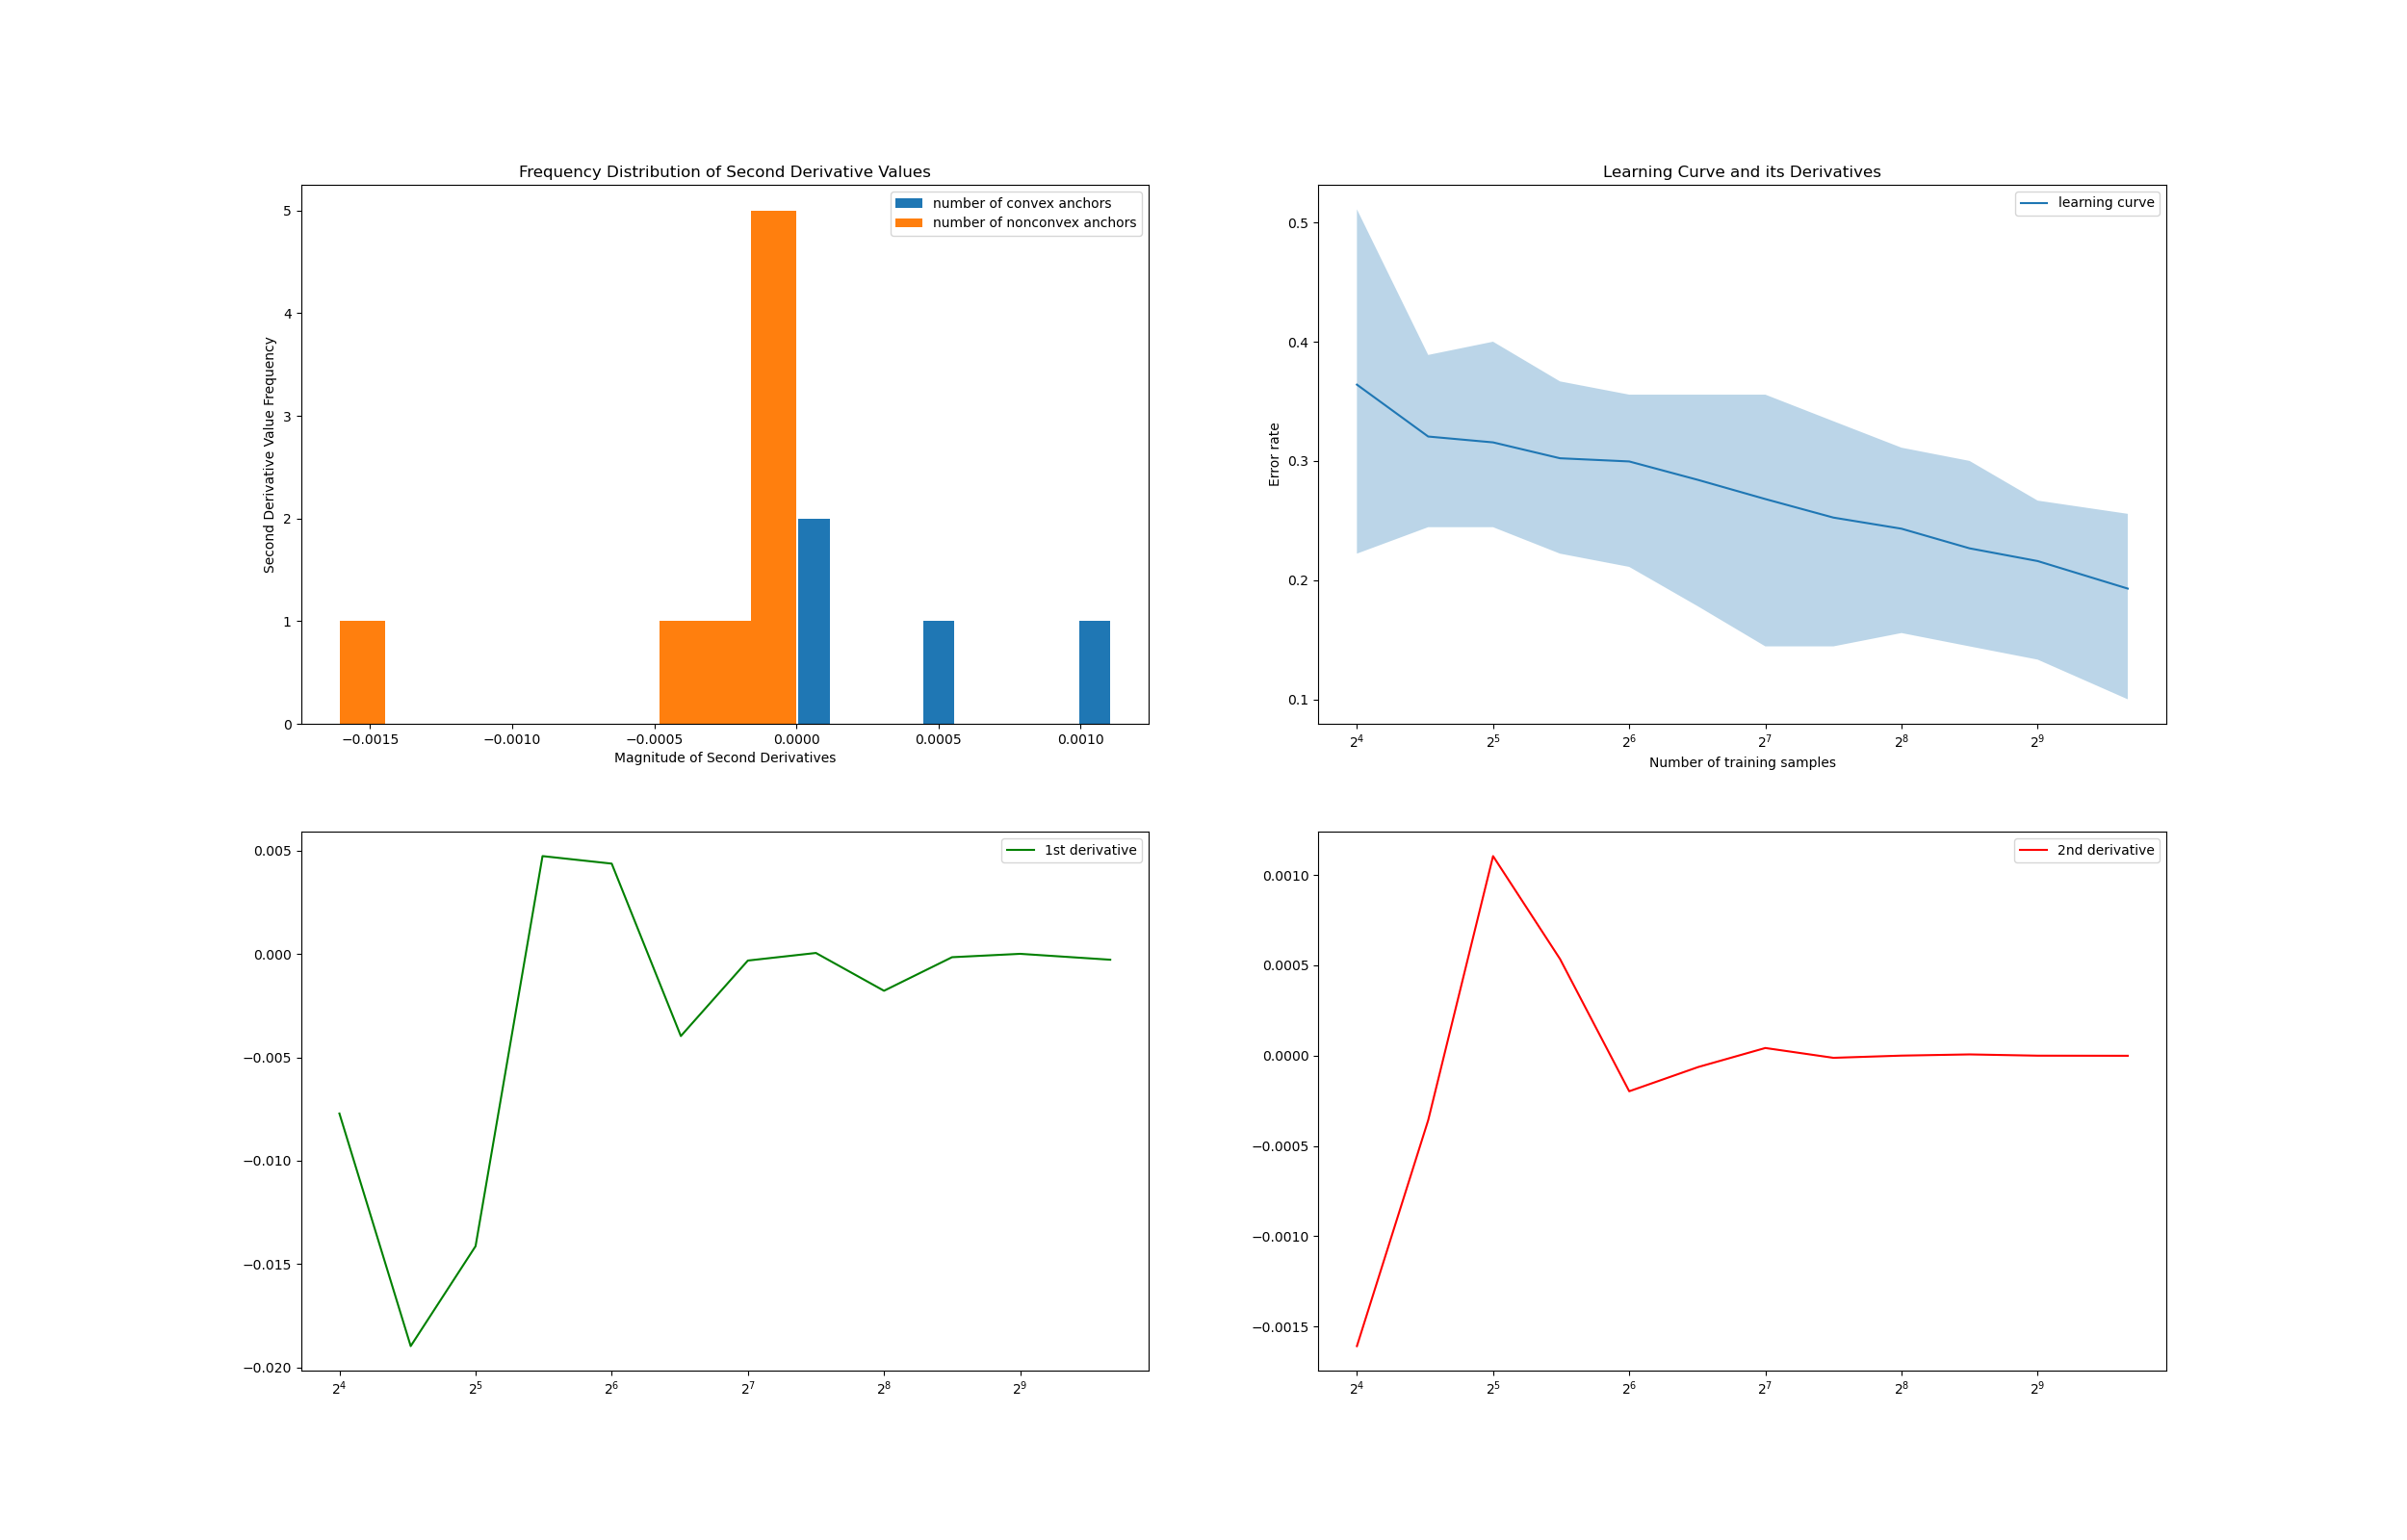 Frequency Distribution of Second Derivative Values
number of convex anchors
number of nonconvex anchors
Second Derivative Value Frequency
5
4
3
2
1
0
−0.0015 −0.0010 −0.0005 0.0000 0.0005 0.0010
Magnitude of Second Derivatives
Learning Curve and its Derivatives
learning curve
Error rate
0.5
0.4
0.3
0.2
0.1
2⁴ 2⁵ 2⁶ 2⁷ 2⁸ 2⁹
Number of training samples
1st derivative
0.005
0.000
−0.005
−0.010
−0.015
−0.020
2⁴ 2⁵ 2⁶ 2⁷ 2⁸ 2⁹
2nd derivative
0.0010
0.0005
0.0000
−0.0005
−0.0010
−0.0015
2⁴ 2⁵ 2⁶ 2⁷ 2⁸ 2⁹